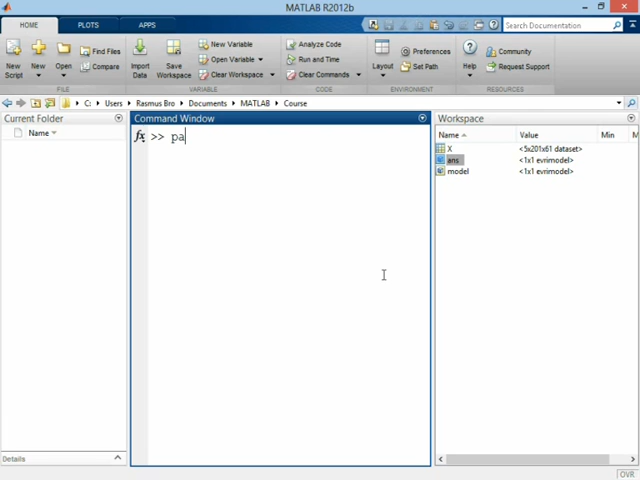 MATLAB R2012b
HOME PLOTS APPS Search Documentation
New Script
New
Open
Find Files
Compare
Import Data
Save Workspace
New Variable
Open Variable
Clear Workspace
Analyze Code
Run and Time
Clear Commands
Layout
Preferences
Set Path
Help
Community
Request Support
FILE VARIABLE CODE ENVIRONMENT RESOURCES
C: Users Rasmus Bro Documents MATLAB Course
Current Folder
Name
Command Window
fx >> pa
Workspace
Name Value Min M
X <5x201x61 dataset>
ans <1x1 evrimodel>
model <1x1 evrimodel>
Details
OVR